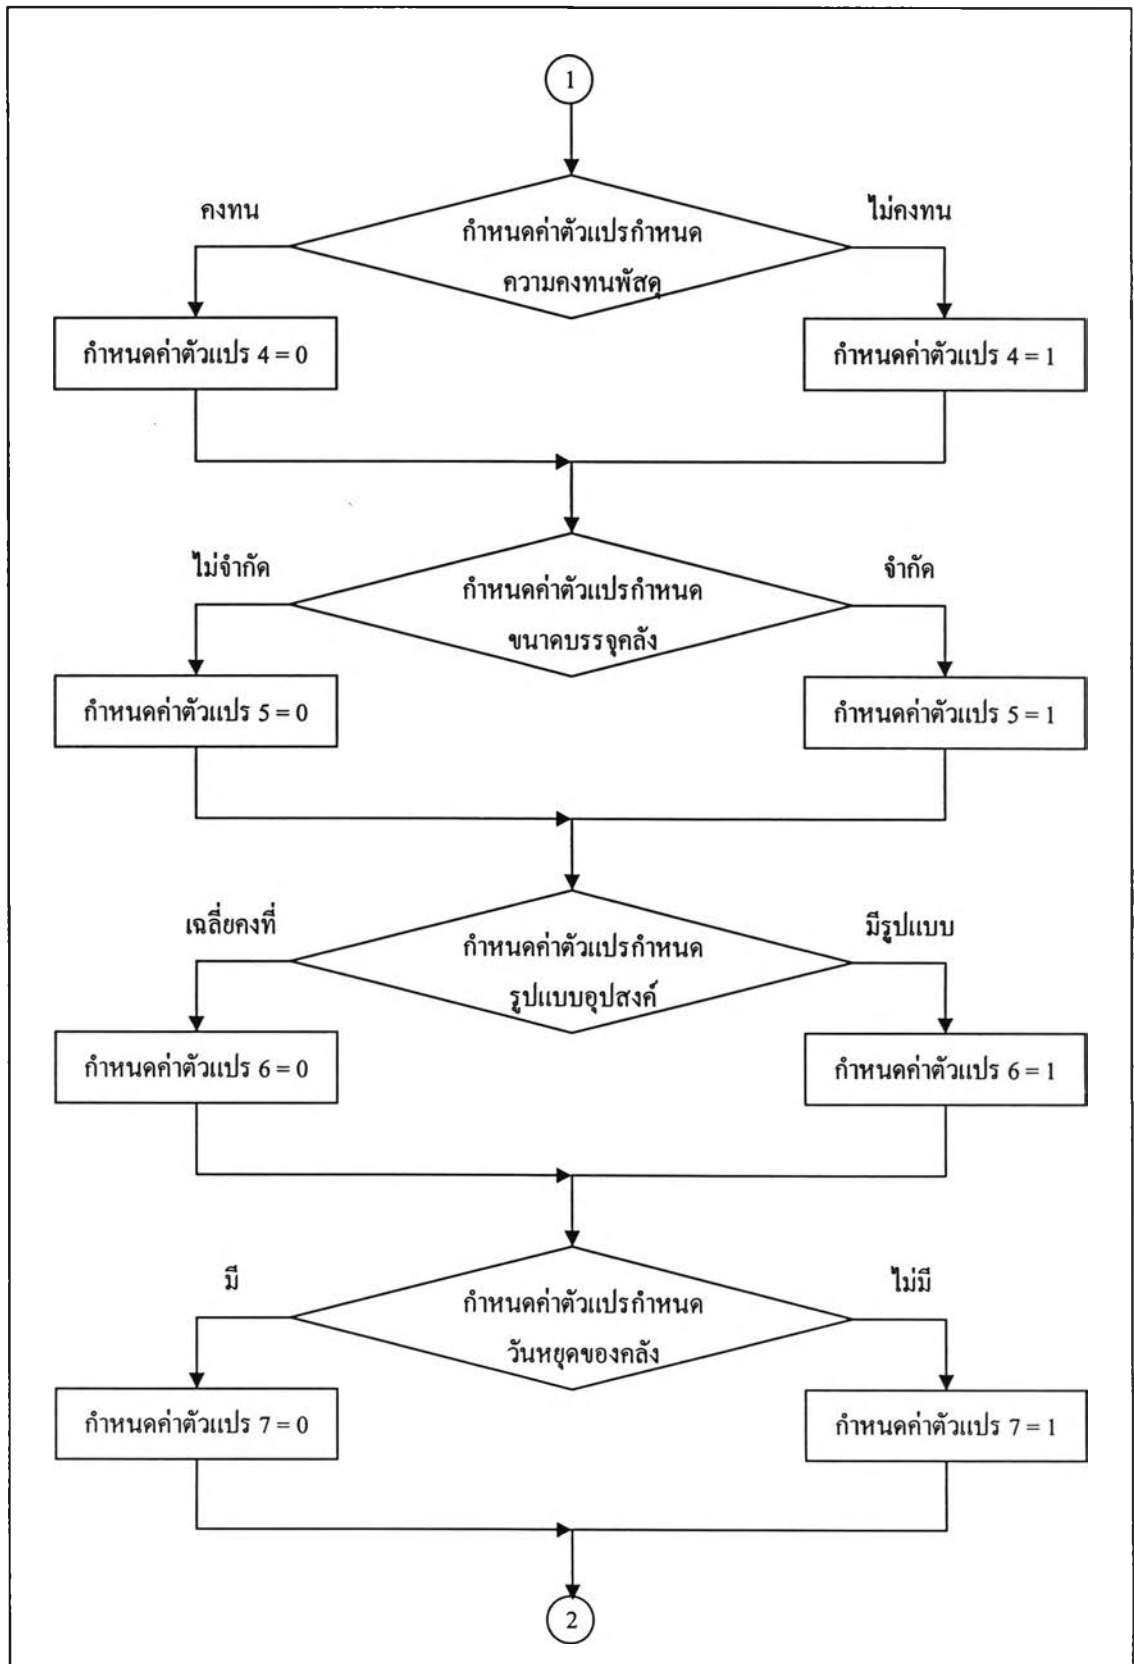 1
คงทน
ไม่คงทน
กำหนดค่าตัวแปรกำหนด
ความคงทนพัสดุ
กำหนดค่าตัวแปร 4 = 0
กำหนดค่าตัวแปร 4 = 1
ไม่จำกัด
จำกัด
กำหนดค่าตัวแปรกำหนด
ขนาดบรรจุคลัง
กำหนดค่าตัวแปร 5 = 0
กำหนดค่าตัวแปร 5 = 1
เฉลี่ยคงที่
มีรูปแบบ
กำหนดค่าตัวแปรกำหนด
รูปแบบอุปสงค์
กำหนดค่าตัวแปร 6 = 0
กำหนดค่าตัวแปร 6 = 1
มี
ไม่มี
กำหนดค่าตัวแปรกำหนด
วันหยุดของคลัง
กำหนดค่าตัวแปร 7 = 0
กำหนดค่าตัวแปร 7 = 1
2